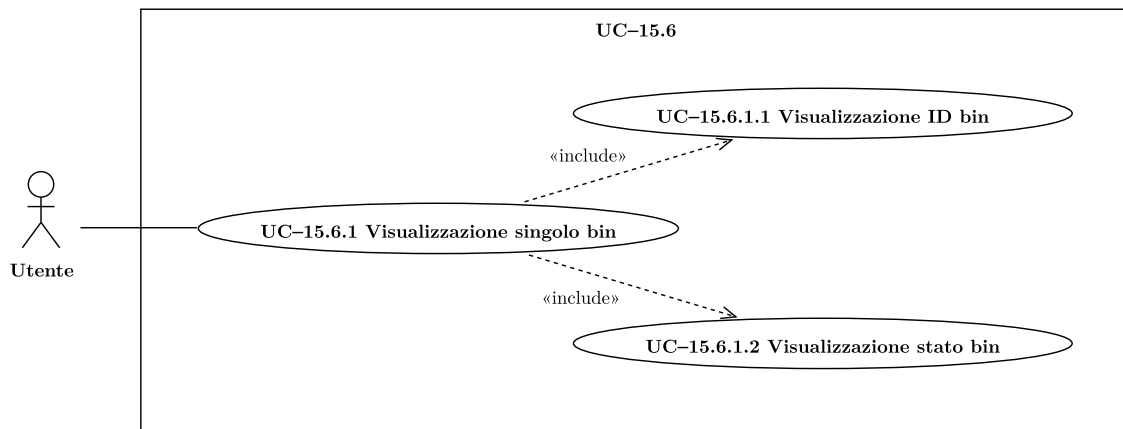 UC–15.6
UC–15.6.1.1 Visualizzazione ID bin
«include»
UC–15.6.1 Visualizzazione singolo bin
Utente
«include»
UC–15.6.1.2 Visualizzazione stato bin